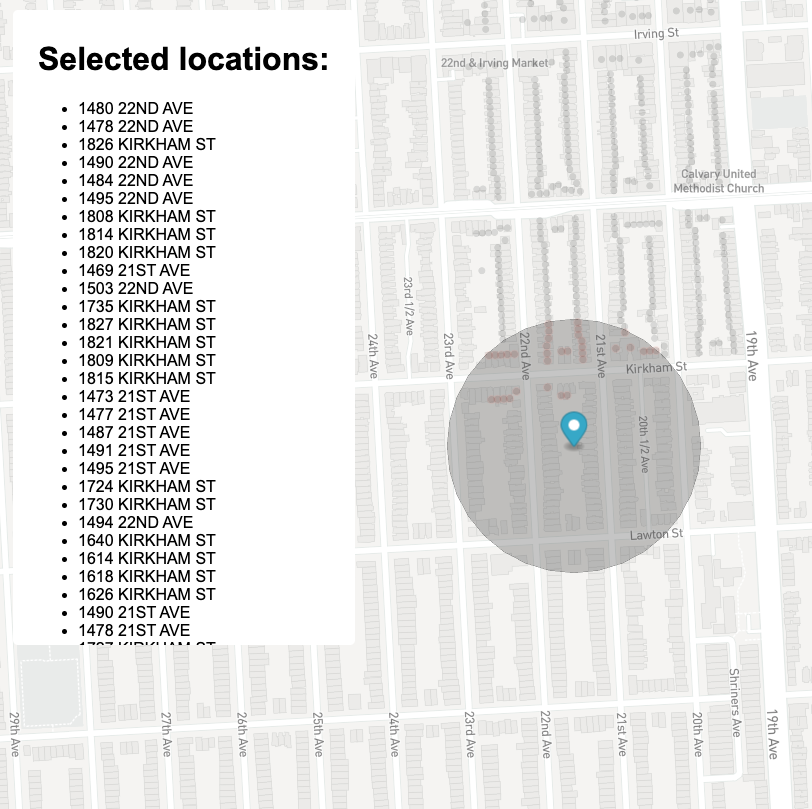 Selected locations:
1480 22ND AVE
1478 22ND AVE
1826 KIRKHAM ST
1490 22ND AVE
1484 22ND AVE
1495 22ND AVE
1808 KIRKHAM ST
1814 KIRKHAM ST
1820 KIRKHAM ST
1469 21ST AVE
1503 22ND AVE
1735 KIRKHAM ST
1827 KIRKHAM ST
1821 KIRKHAM ST
1809 KIRKHAM ST
1815 KIRKHAM ST
1473 21ST AVE
1477 21ST AVE
1487 21ST AVE
1491 21ST AVE
1495 21ST AVE
1724 KIRKHAM ST
1730 KIRKHAM ST
1494 22ND AVE
1640 KIRKHAM ST
1614 KIRKHAM ST
1618 KIRKHAM ST
1626 KIRKHAM ST
1490 21ST AVE
1478 21ST AVE
Irving St
22nd & Irving Market
Calvary United
Methodist Church
23rd 1/2 Ave
24th Ave
23rd Ave
22nd Ave
21st Ave
19th Ave
Kirkham St
20th 1/2 Ave
Lawton St
Shriners Ave
29th Ave
27th Ave
26th Ave
25th Ave
24th Ave
23rd Ave
22nd Ave
21st Ave
20th Ave
19th Ave